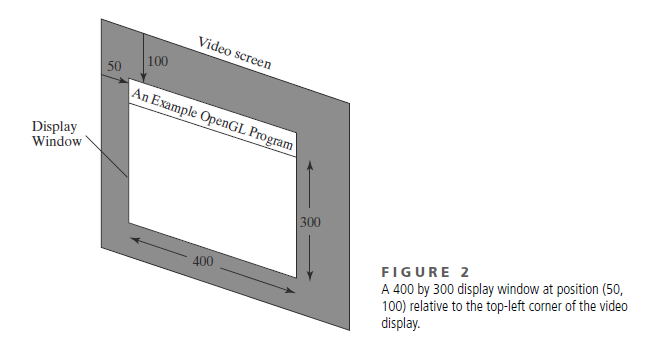 Video screen
50
100
An Example OpenGL Program
Display
Window
300
400
FIGURE 2
A 400 by 300 display window at position (50,
100) relative to the top-left corner of the video
display.